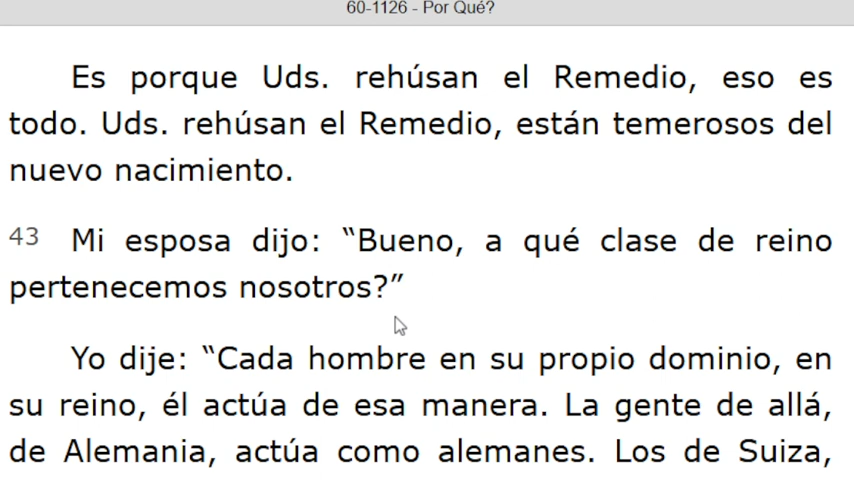 60-1126 - Por Qué?
Es porque Uds. rehúsan el Remedio, eso es
todo. Uds. rehúsan el Remedio, están temerosos del
nuevo nacimiento.
43 Mi esposa dijo: “Bueno, a qué clase de reino
pertenecemos nosotros?”
Yo dije: “Cada hombre en su propio dominio, en
su reino, él actúa de esa manera. La gente de allá,
de Alemania, actúa como alemanes. Los de Suiza,